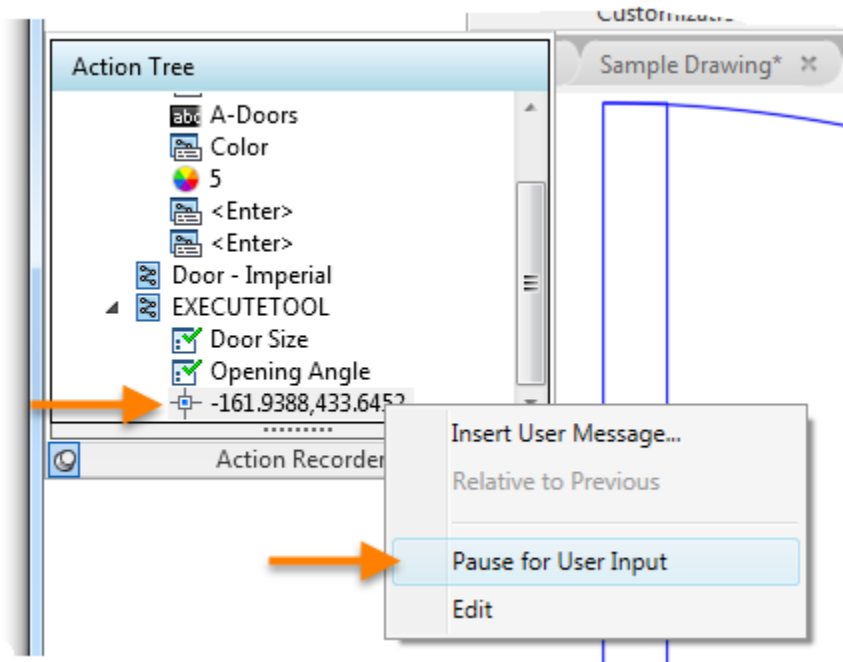 Sample Drawing*
Action Tree
A-Doors
Color
5
<Enter>
<Enter>
Door - Imperial
EXECUTETOOL
Door Size
Opening Angle
-161.9388,433.6452
Action Recorder
Insert User Message...
Relative to Previous
Pause for User Input
Edit